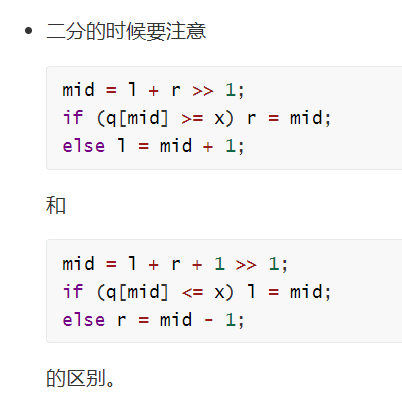 二分的时候要注意
mid = l + r >> 1;
if (q[mid] >= x) r = mid;
else l = mid + 1;
和
mid = l + r + 1 >> 1;
if (q[mid] <= x) l = mid;
else r = mid - 1;
的区别。